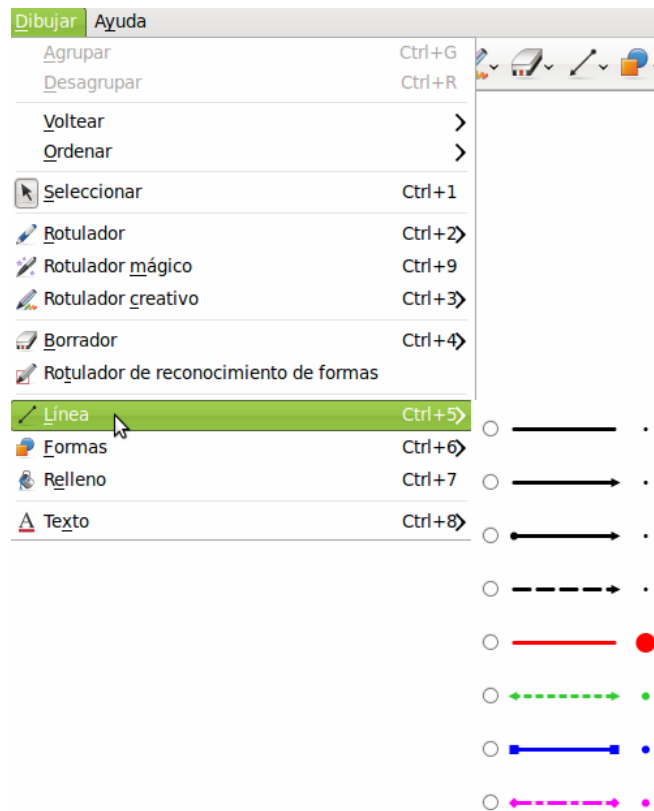 Dibujar Ayuda
Agrupar Ctrl+G
Desagrupar Ctrl+R
Voltear
Ordenar
Seleccionar Ctrl+1
Rotulador Ctrl+2
Rotulador mágico Ctrl+9
Rotulador creativo Ctrl+3
Borrador Ctrl+4
Rotulador de reconocimiento de formas
Línea Ctrl+5
Formas Ctrl+6
Relleno Ctrl+7
A Texto Ctrl+8